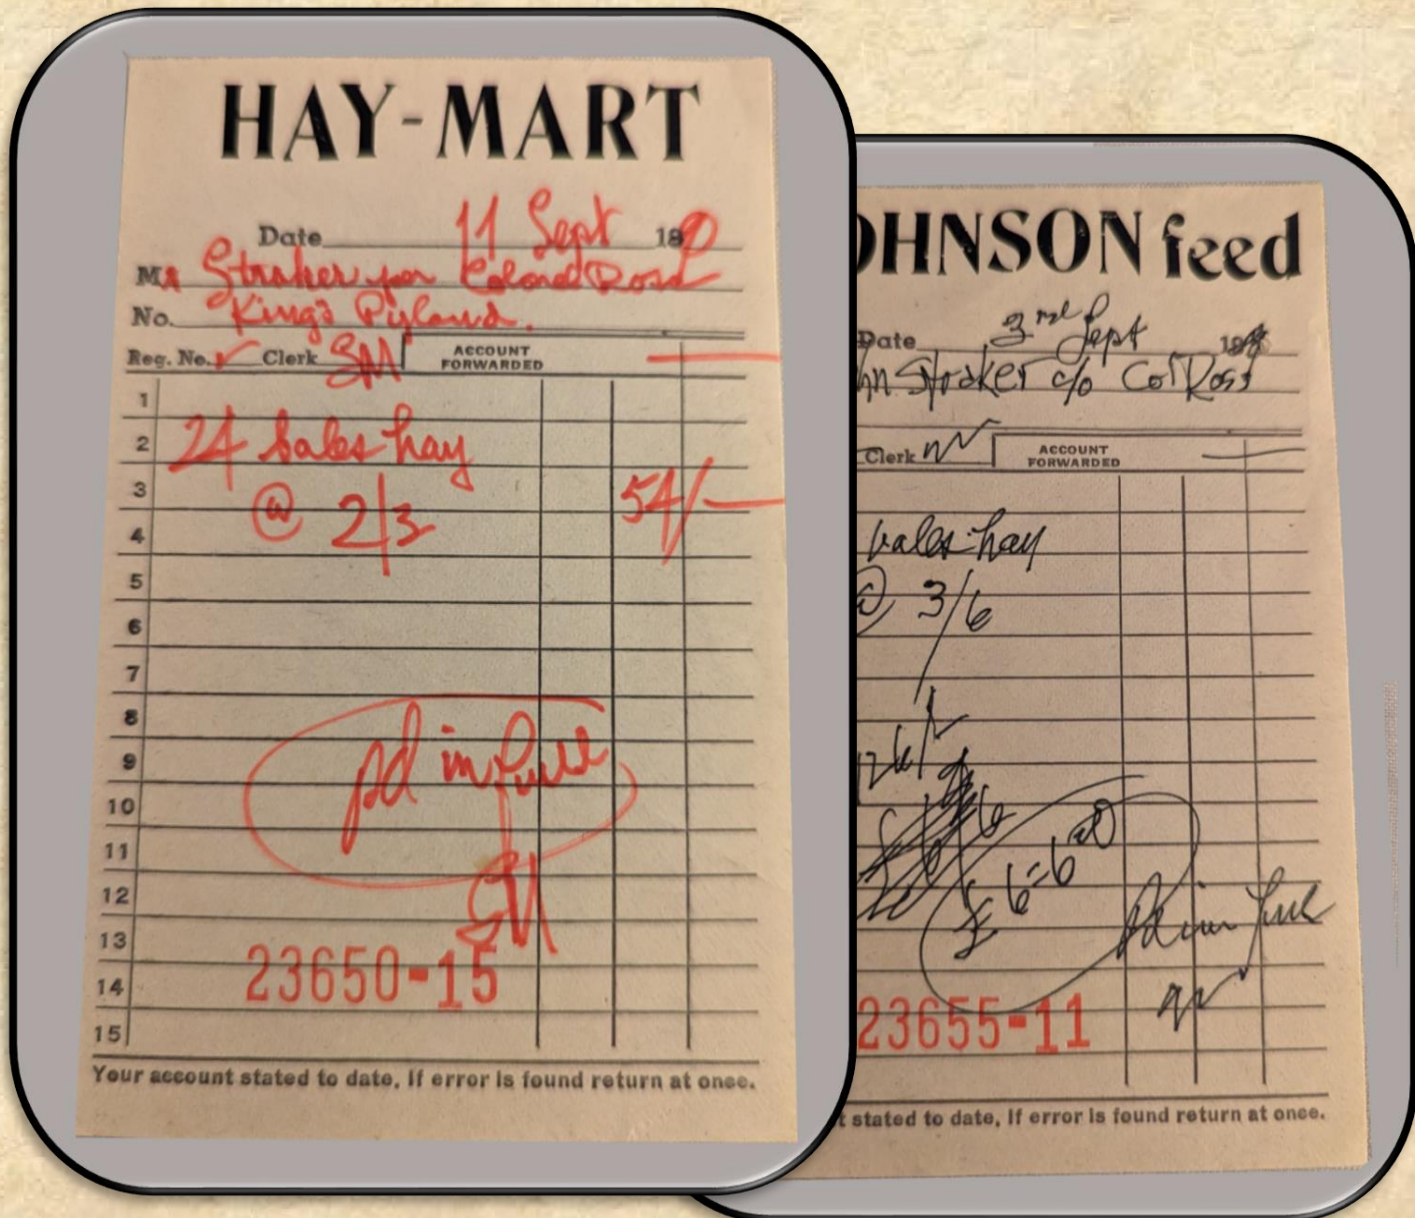 HAY-MART
Date 11 Sept 1890
Mr Straker per Colonel Ross
No. King's Pyland.
Reg. No. Clerk SM ACCOUNT FORWARDED
1
2 24 bales hay
3 @ 2/3 54/-
4
5
6
7
8
9 pd in full
10
11
12 SM
13
14 23650-15
15
Your account stated to date. If error is found return at once.
OHNSON feed
Date 3rd Sept 18
hn Straker c/o Col Ross
Clerk ACCOUNT FORWARDED
bales hay
@ 3/6
126/-
£6=6=0
pd in full
23655-11
t stated to date. If error is found return at once.